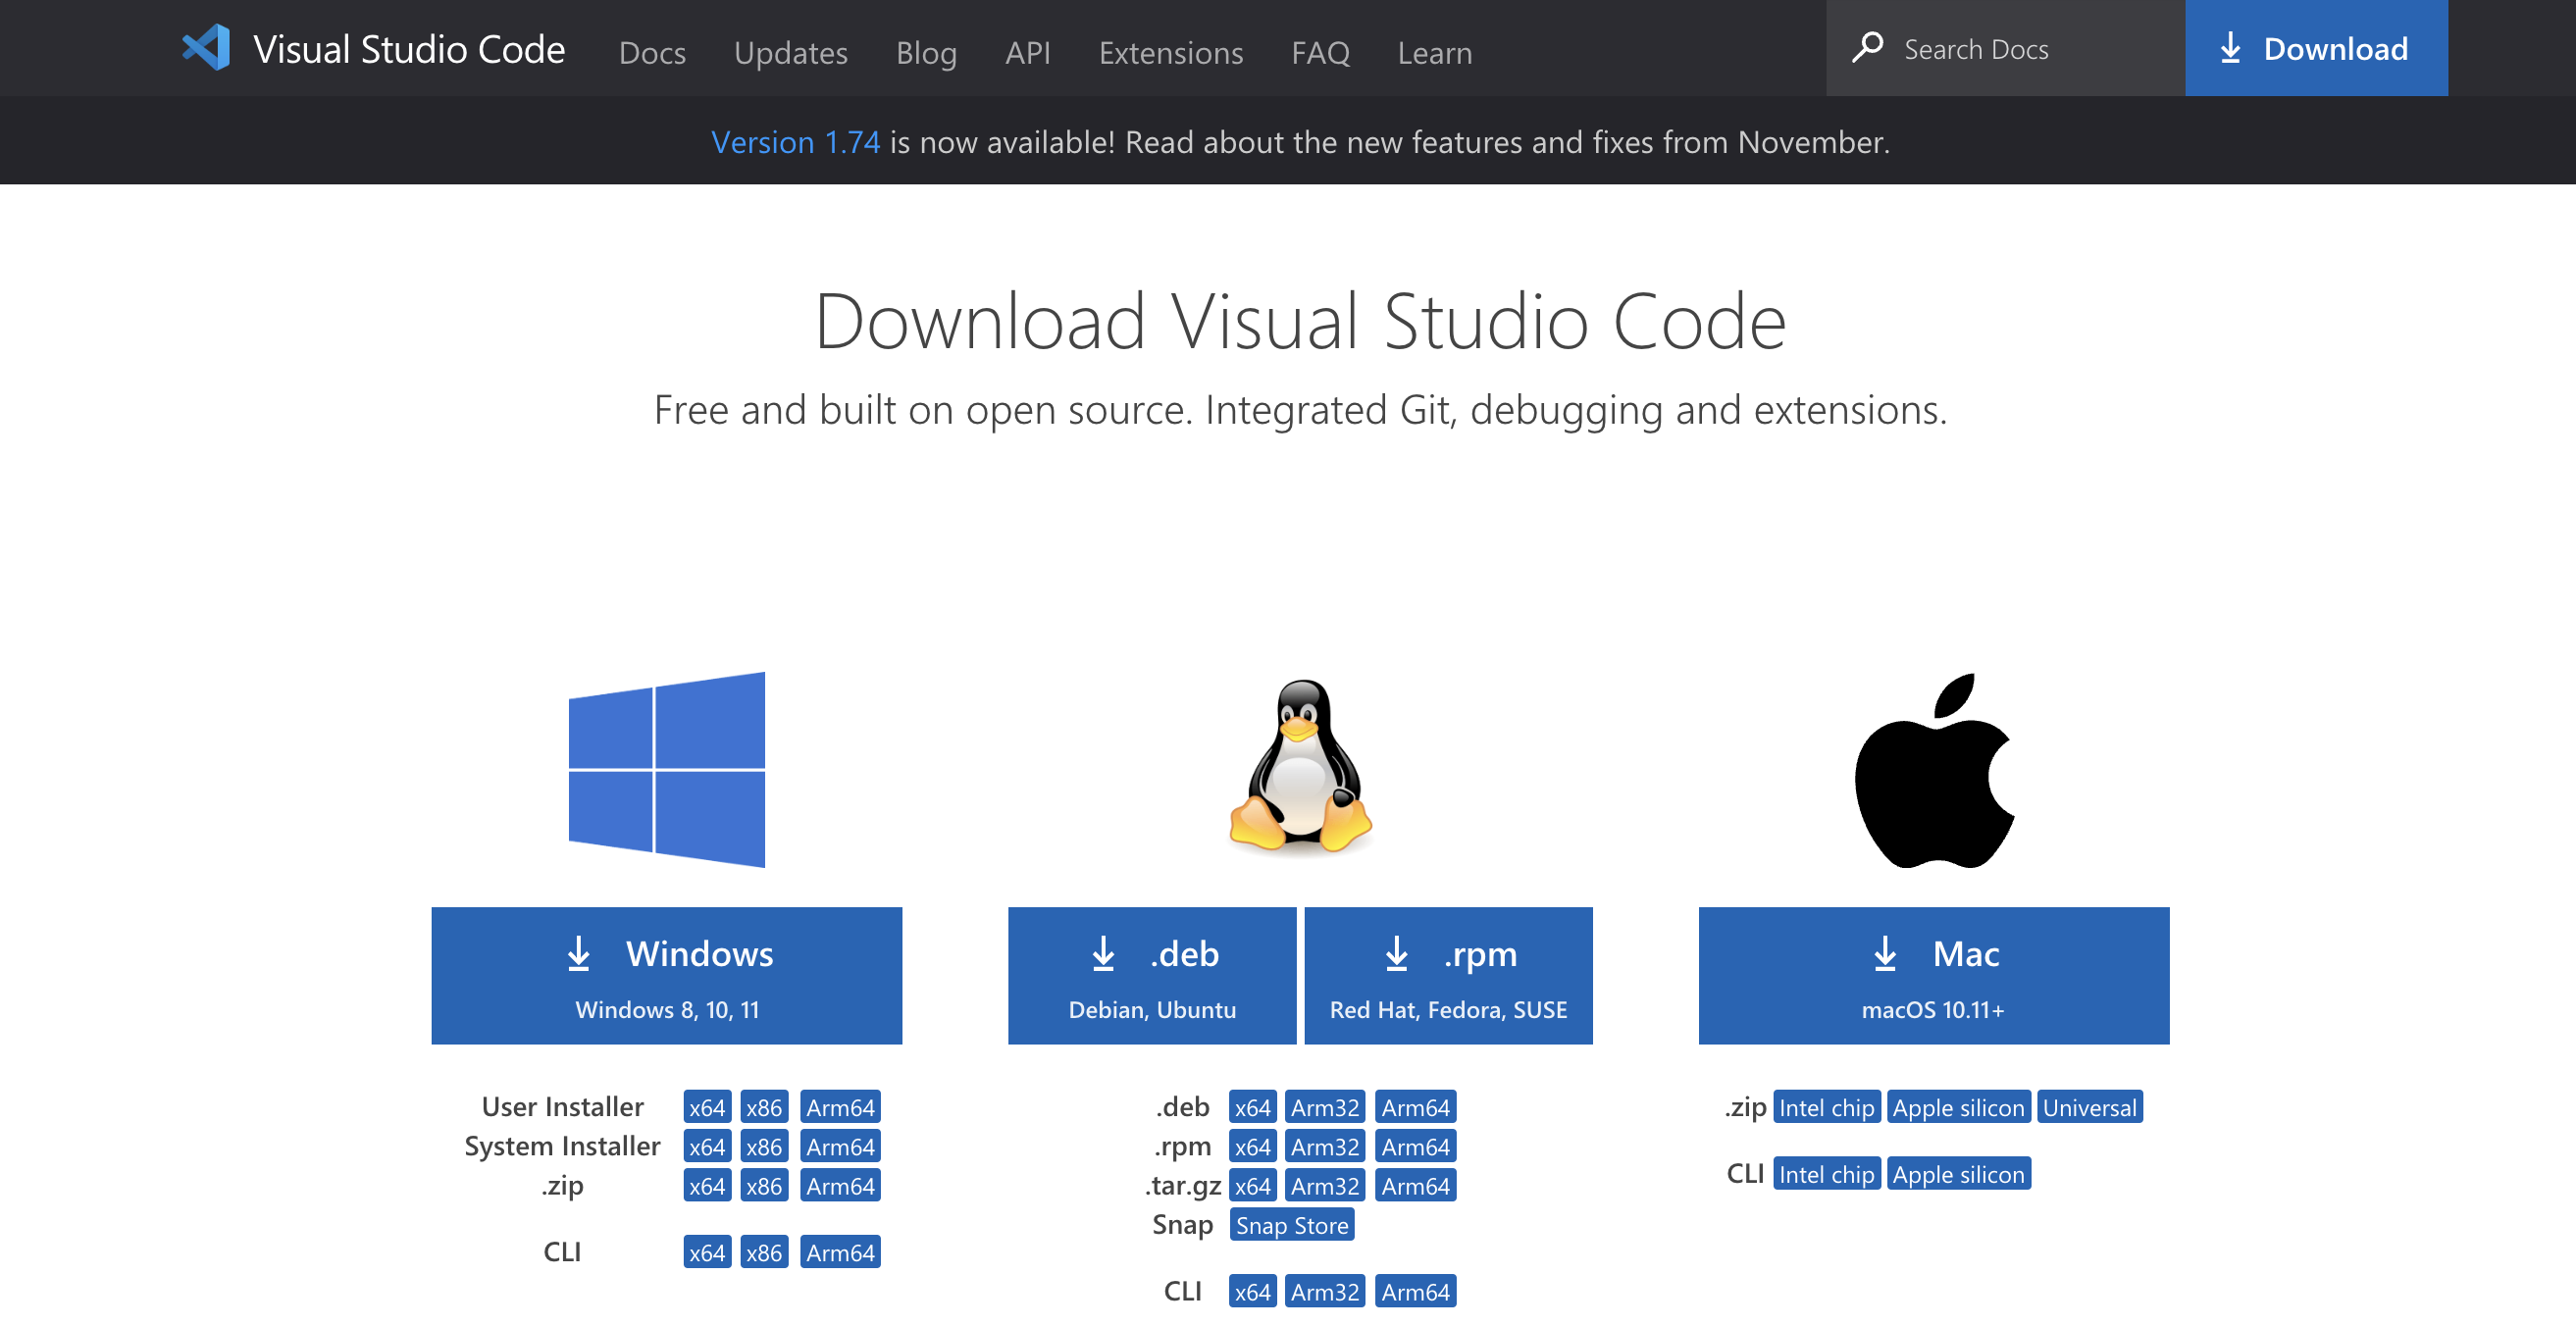 Visual Studio Code Docs Updates Blog API Extensions FAQ Learn Search Docs Download
Version 1.74 is now available! Read about the new features and fixes from November.
Download Visual Studio Code
Free and built on open source. Integrated Git, debugging and extensions.
Windows
Windows 8, 10, 11
User Installer x64 x86 Arm64
System Installer x64 x86 Arm64
.zip x64 x86 Arm64
CLI x64 x86 Arm64
.deb
Debian, Ubuntu
.rpm
Red Hat, Fedora, SUSE
.deb x64 Arm32 Arm64
.rpm x64 Arm32 Arm64
.tar.gz x64 Arm32 Arm64
Snap Snap Store
CLI x64 Arm32 Arm64
Mac
macOS 10.11+
.zip Intel chip Apple silicon Universal
CLI Intel chip Apple silicon